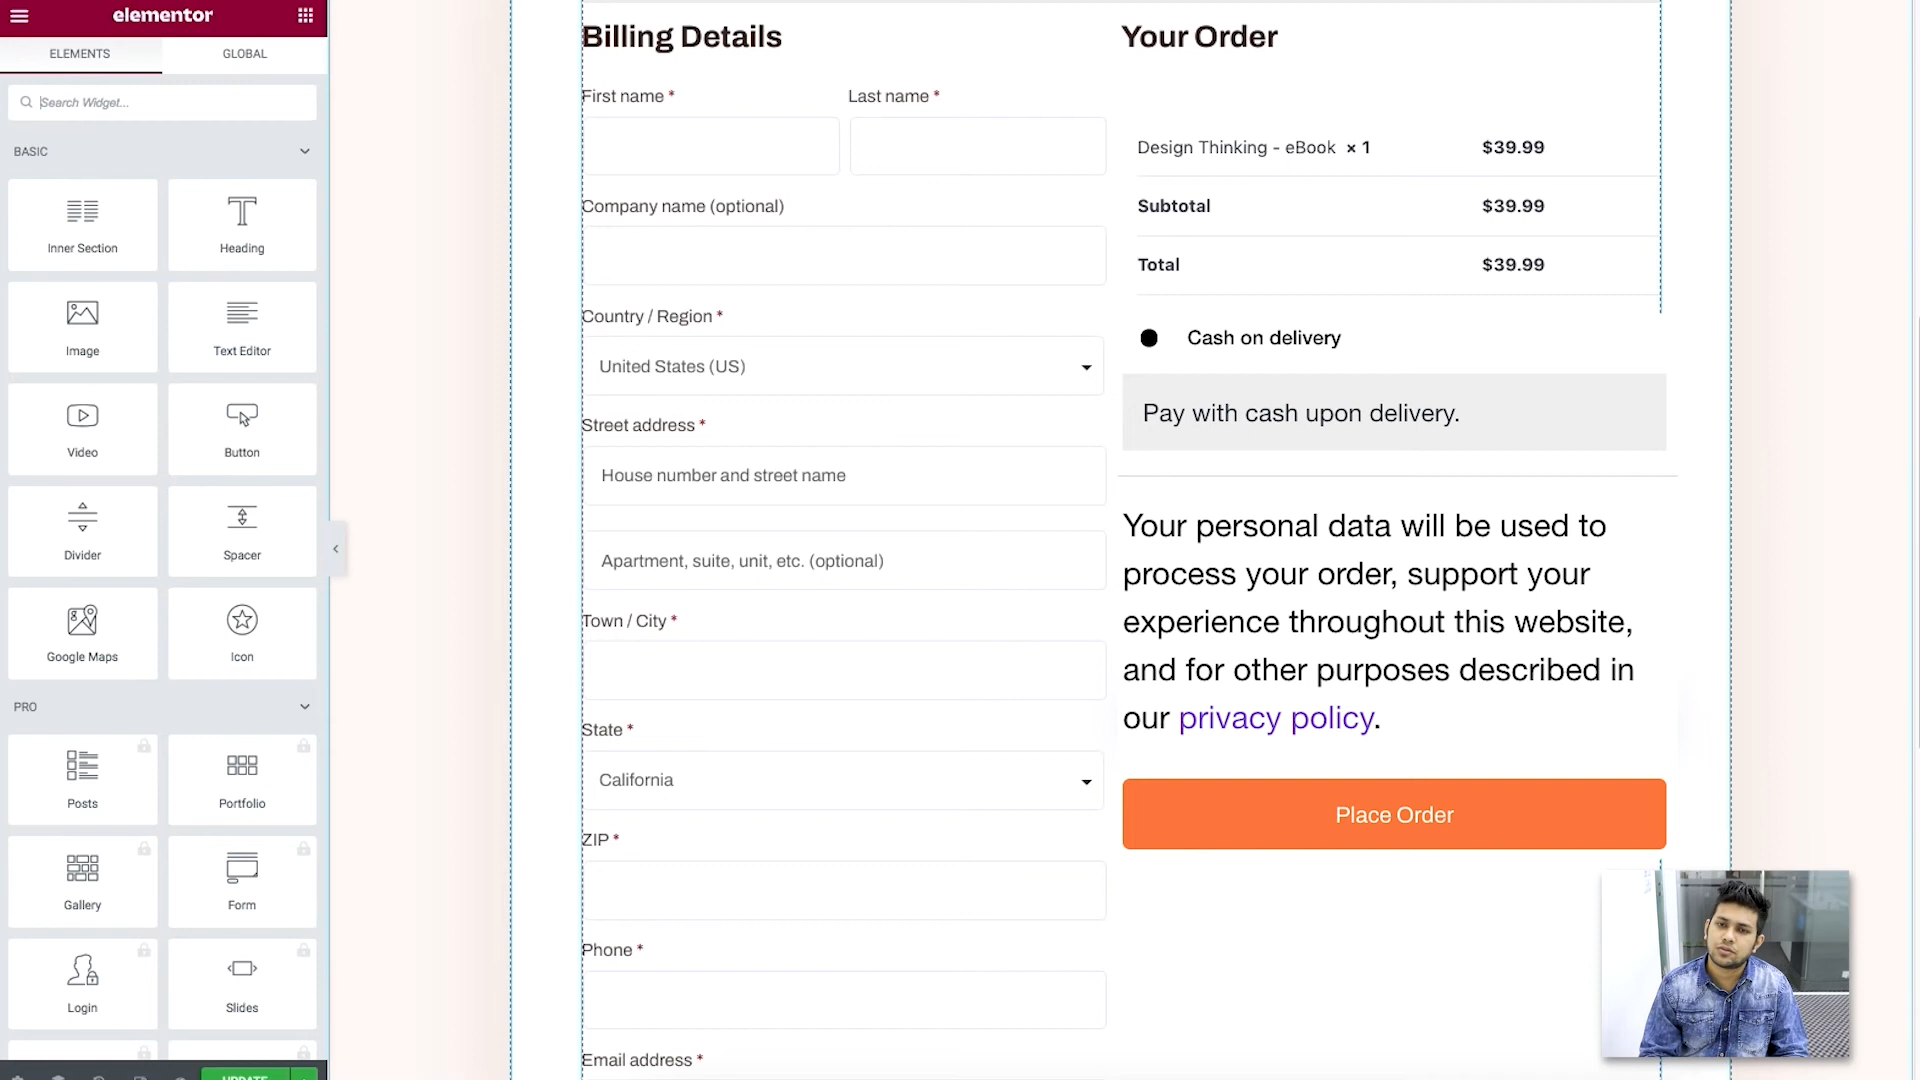 elementor
ELEMENTS
GLOBAL
Search Widget...
BASIC
Inner Section
Heading
Image
Text Editor
Video
Button
Divider
Spacer
Google Maps
Icon
PRO
Posts
Portfolio
Gallery
Form
Login
Slides
UPDATE
Billing Details
First name *
Last name *
Company name (optional)
Country / Region *
United States (US)
Street address *
House number and street name
Apartment, suite, unit, etc. (optional)
Town / City *
State *
California
ZIP *
Phone *
Email address *
Your Order
Design Thinking - eBook × 1 $39.99
Subtotal $39.99
Total $39.99
Cash on delivery
Pay with cash upon delivery.
Your personal data will be used to
process your order, support your
experience throughout this website,
and for other purposes described in
our privacy policy.
Place Order